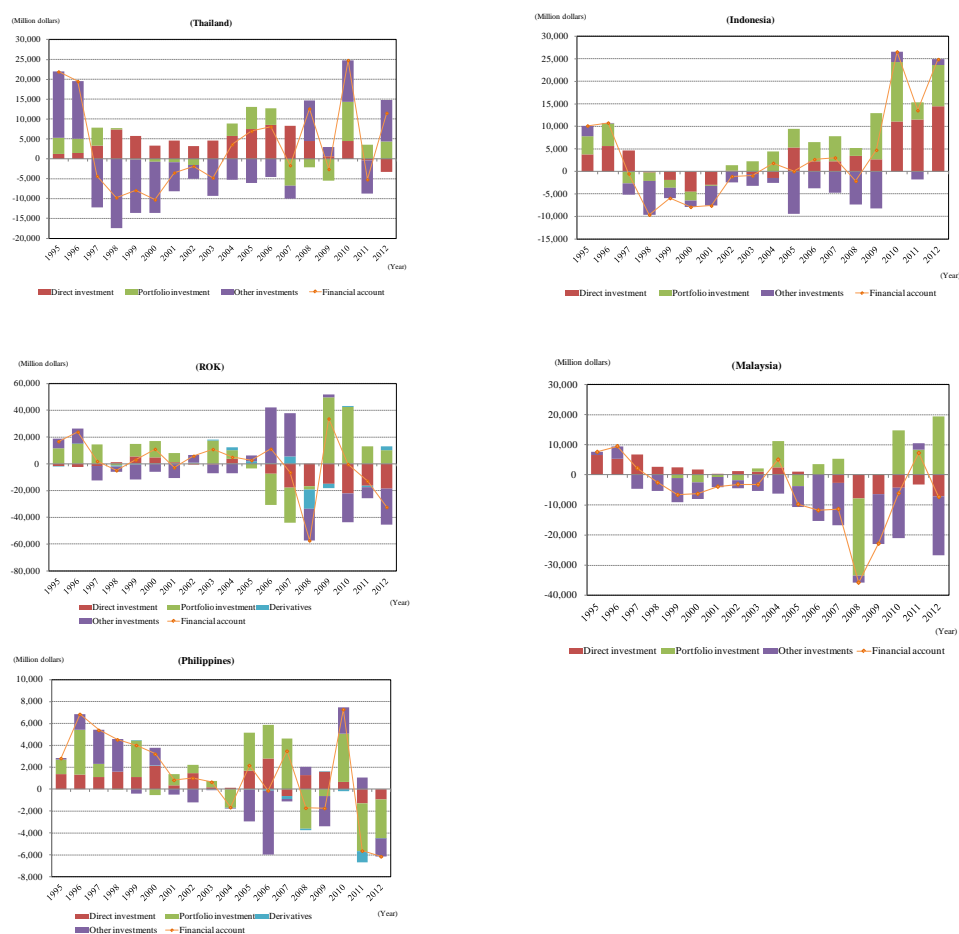 (Million dollars)
(Thailand)
30,000
25,000
20,000
15,000
10,000
5,000
0
-5,000
-10,000
-15,000
-20,000
1995 1996 1997 1998 1999 2000 2001 2002 2003 2004 2005 2006 2007 2008 2009 2010 2011 2012
(Year)
Direct investment Portfolio investment Other investments Financial account
(Million dollars)
(Indonesia)
30,000
25,000
20,000
15,000
10,000
5,000
0
-5,000
-10,000
-15,000
1995 1996 1997 1998 1999 2000 2001 2002 2003 2004 2005 2006 2007 2008 2009 2010 2011 2012
(Year)
Direct investment Portfolio investment Other investments Financial account
(Million dollars)
(ROK)
60,000
40,000
20,000
0
-20,000
-40,000
-60,000
-80,000
1995 1996 1997 1998 1999 2000 2001 2002 2003 2004 2005 2006 2007 2008 2009 2010 2011 2012
(Year)
Direct investment Portfolio investment Derivatives
Other investments Financial account
(Million dollars)
(Malaysia)
30,000
20,000
10,000
0
-10,000
-20,000
-30,000
-40,000
1995 1996 1997 1998 1999 2000 2001 2002 2003 2004 2005 2006 2007 2008 2009 2010 2011 2012
(Year)
Direct investment Portfolio investment Other investments Financial account
(Million dollars)
(Philippines)
10,000
8,000
6,000
4,000
2,000
0
-2,000
-4,000
-6,000
-8,000
1995 1996 1997 1998 1999 2000 2001 2002 2003 2004 2005 2006 2007 2008 2009 2010 2011 2012
(Year)
Direct investment Portfolio investment Derivatives
Other investments Financial account